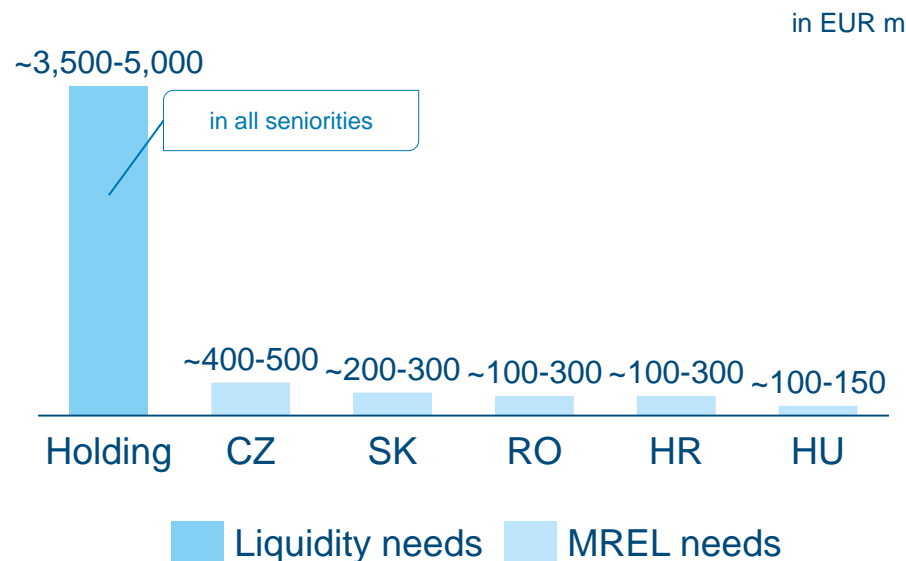 in EUR m
~3,500-5,000
in all seniorities
~400-500
~200-300
~100-300
~100-300
~100-150
Holding
CZ
SK
RO
HR
HU
Liquidity needs
MREL needs